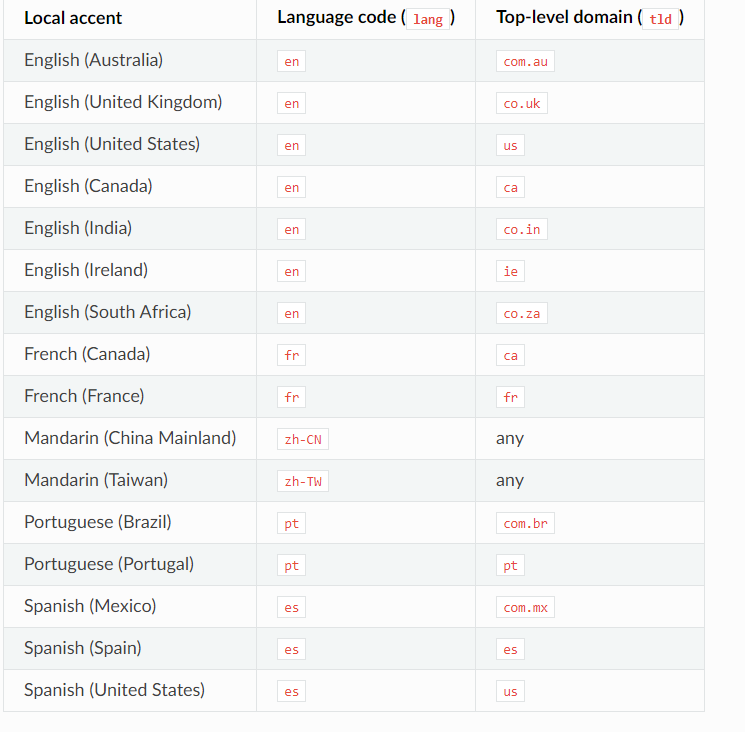 Local accent Language code ( lang ) Top-level domain ( tld )
English (Australia) en com.au
English (United Kingdom) en co.uk
English (United States) en us
English (Canada) en ca
English (India) en co.in
English (Ireland) en ie
English (South Africa) en co.za
French (Canada) fr ca
French (France) fr fr
Mandarin (China Mainland) zh-CN any
Mandarin (Taiwan) zh-TW any
Portuguese (Brazil) pt com.br
Portuguese (Portugal) pt pt
Spanish (Mexico) es com.mx
Spanish (Spain) es es
Spanish (United States) es us